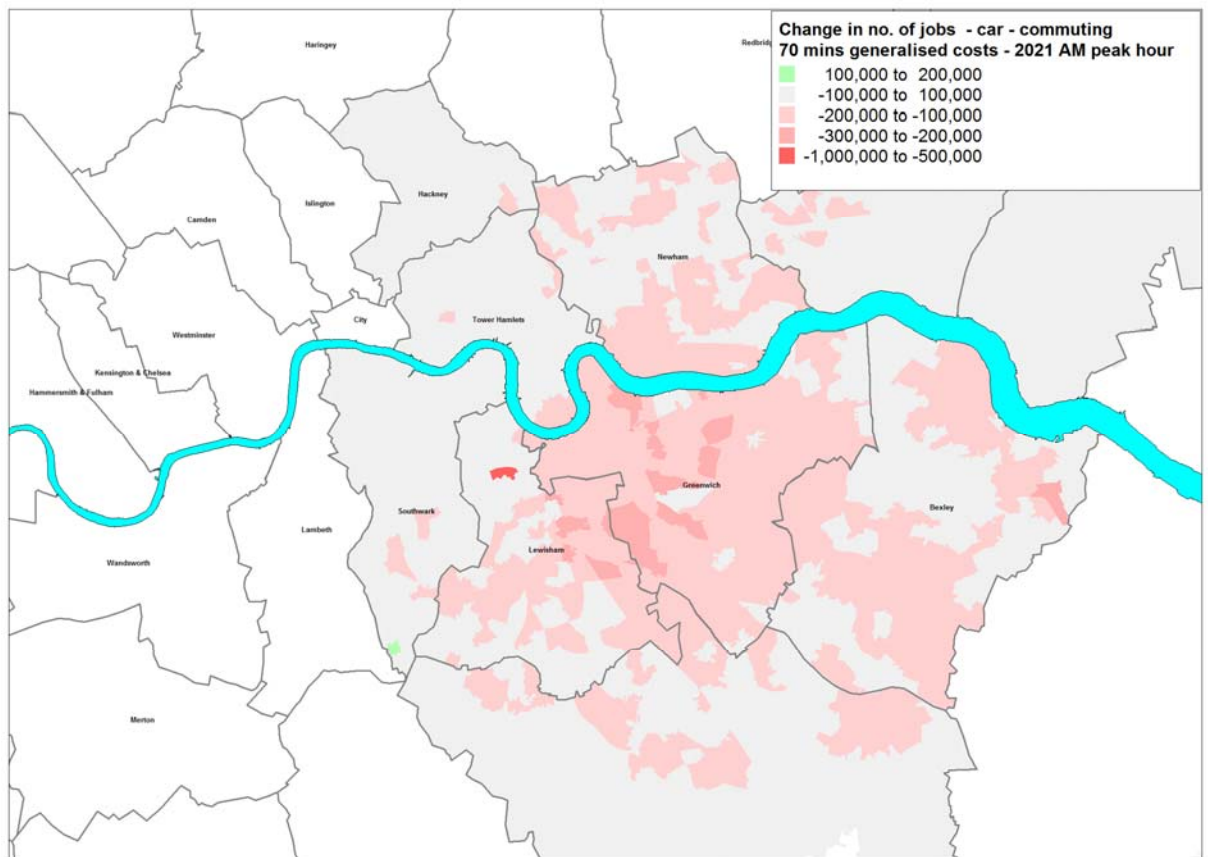 Change in no. of jobs - car - commuting
70 mins generalised costs - 2021 AM peak hour
100,000 to 200,000
-100,000 to 100,000
-200,000 to -100,000
-300,000 to -200,000
-1,000,000 to -500,000
Haringey
Hackney
Islington
Camden
Newham
Tower Hamlets
City
Westminster
Kensington & Chelsea
Hammersmith & Fulham
Greenwich
Bexley
Southwark
Lambeth
Lewisham
Wandsworth
Merton